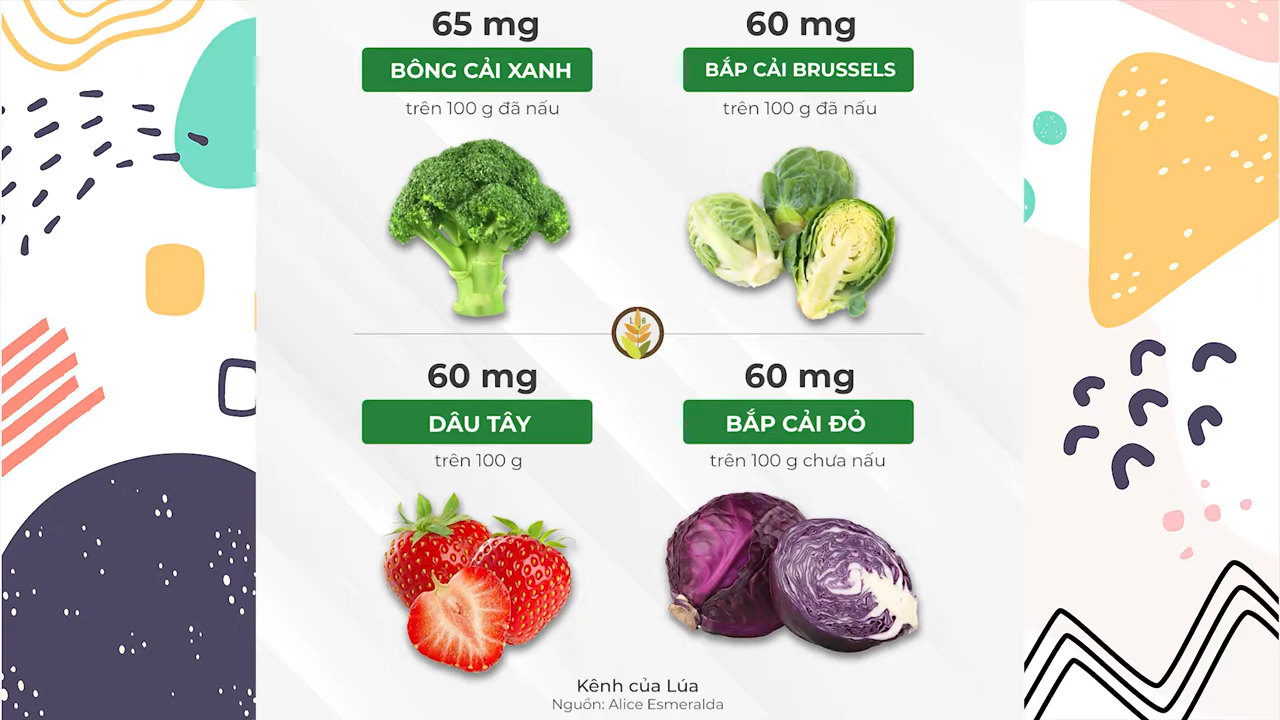 65 mg
BÔNG CẢI XANH
trên 100 g đã nấu
60 mg
BẮP CẢI BRUSSELS
trên 100 g đã nấu
60 mg
DÂU TÂY
trên 100 g
60 mg
BẮP CẢI ĐỎ
trên 100 g chưa nấu
Kênh của Lúa
Nguồn: Alice Esmeralda